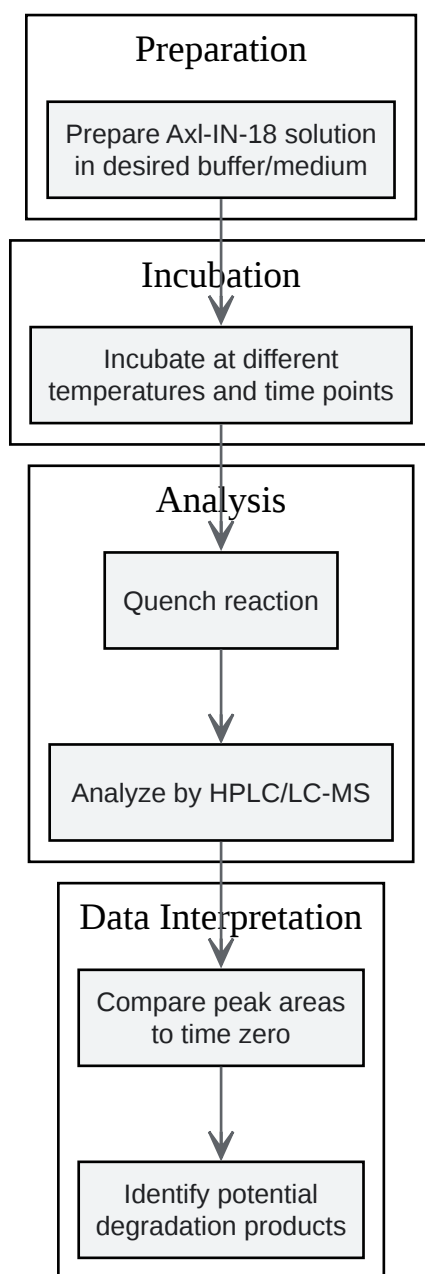 Preparation
Prepare Axl-IN-18 solution
in desired buffer/medium
Incubation
Incubate at different
temperatures and time points
Analysis
Quench reaction
Analyze by HPLC/LC-MS
Data Interpretation
Compare peak areas
to time zero
Identify potential
degradation products